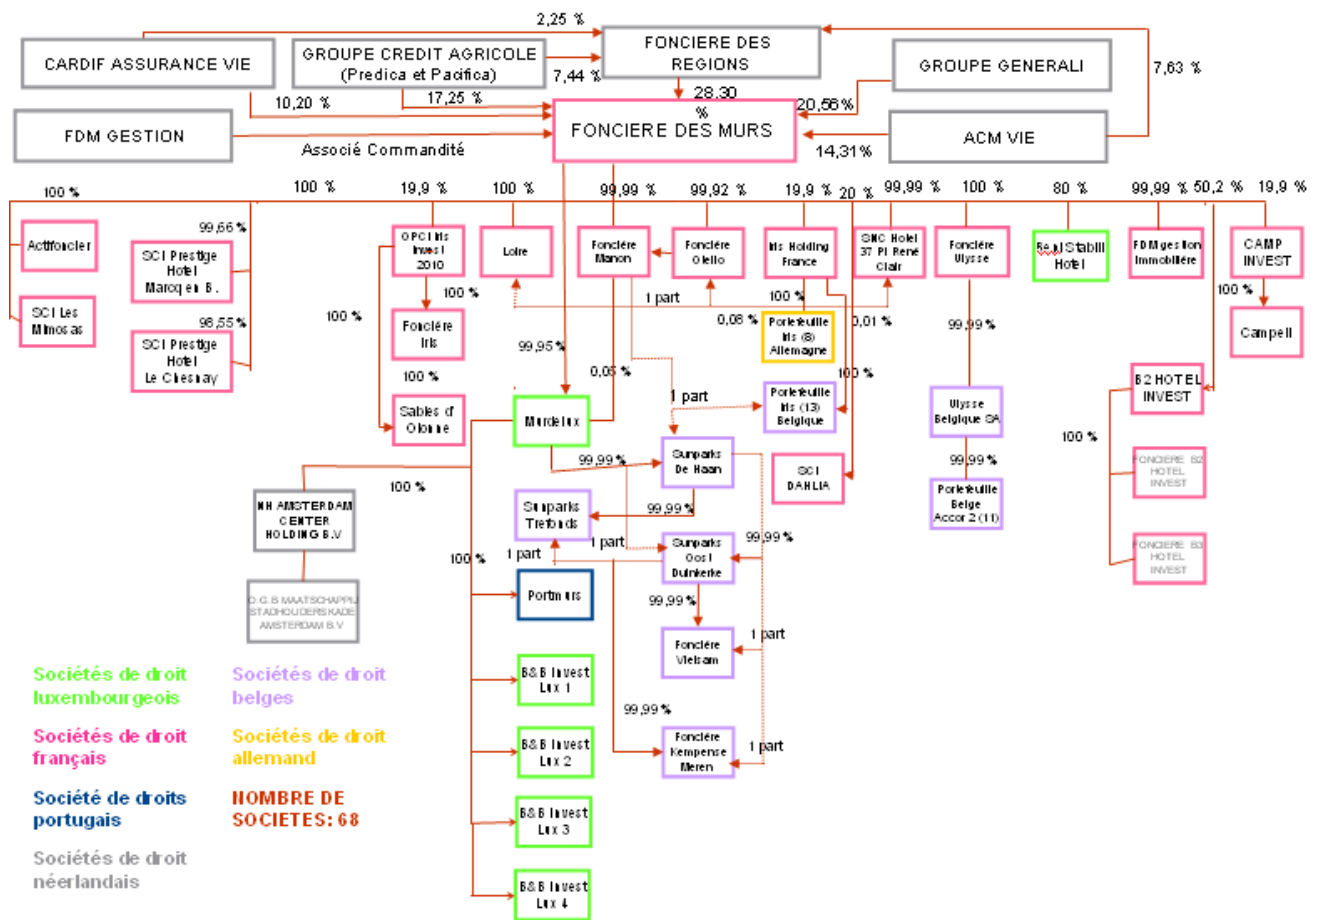 2,25 %
CARDIF ASSURANCE VIE
GROUPE CREDIT AGRICOLE
(Predica et Pacifica)
7,44 %
FONCIERE DES
REGIONS
GROUPE GENERALI
7,63 %
10,20 %
17,25 %
28.30
%
20,56%
FDM GESTION
Associé Commandité
FONCIERE DES MURS
ACM VIE
14,31%
100 %
100 %
19,9 %
100 %
99,99 %
99,92 %
19,9 %
20 %
99,99 %
100 %
80 %
99,99 %
50,2 %
19,9 %
Actifoncier
SCI Les
Mimosas
99,66 %
SCI Prestige
Hotel
Marcq en B.
98,55 %
SCI Prestige
Hotel
Le Chesnay
OPCI Iris
Invest
2010
100 %
Foncière
Iris
100 %
100 %
Sables d'
Olonne
Loire
Foncière
Manon
Foncière
Otello
1 part
0,08 %
Iris Holding
France
100 %
Portefeuille
Iris (8)
Allemagne
100 %
Portefeuille
Iris (13)
Belgique
SNC Hotel
37 Pl René
Clair
0,01 %
SCI
DAHLIA
Foncière
Ulysse
99,99 %
Ulysse
Belgique SA
99,99 %
Portefeuille
Belge
Accor 2 (11)
Beni Stabili
Hotel
FDM gestion
Immobilière
CAMP
INVEST
100 %
Campeli
B2 HOTEL
INVEST
100 %
FONCIERE B2
HOTEL
INVEST
FONCIERE B3
HOTEL
INVEST
99,95 %
0,05 %
Murdelux
1 part
99,99 %
Sunparks
De Haan
99,99 %
Sunparks
Trefonds
1 part
1 part
Sunparks
Oost
Duinkerke
99,99 %
99,99 %
Foncière
Vielsam
1 part
99,99 %
Foncière
Kempense
Meren
1 part
100 %
NH AMSTERDAM
CENTER
HOLDING B.V
O.G.B MAATSCHAPPIJ
STADHOUDERSKADE
AMSTERDAM B.V
100 %
Portmurs
B&B Invest
Lux 1
B&B Invest
Lux 2
B&B Invest
Lux 3
B&B Invest
Lux 4
Sociétés de droit
luxembourgeois
Sociétés de droit
belges
Sociétés de droit
français
Sociétés de droit
allemand
Société de droits
portugais
NOMBRE DE
SOCIETES: 68
Sociétés de droit
néerlandais